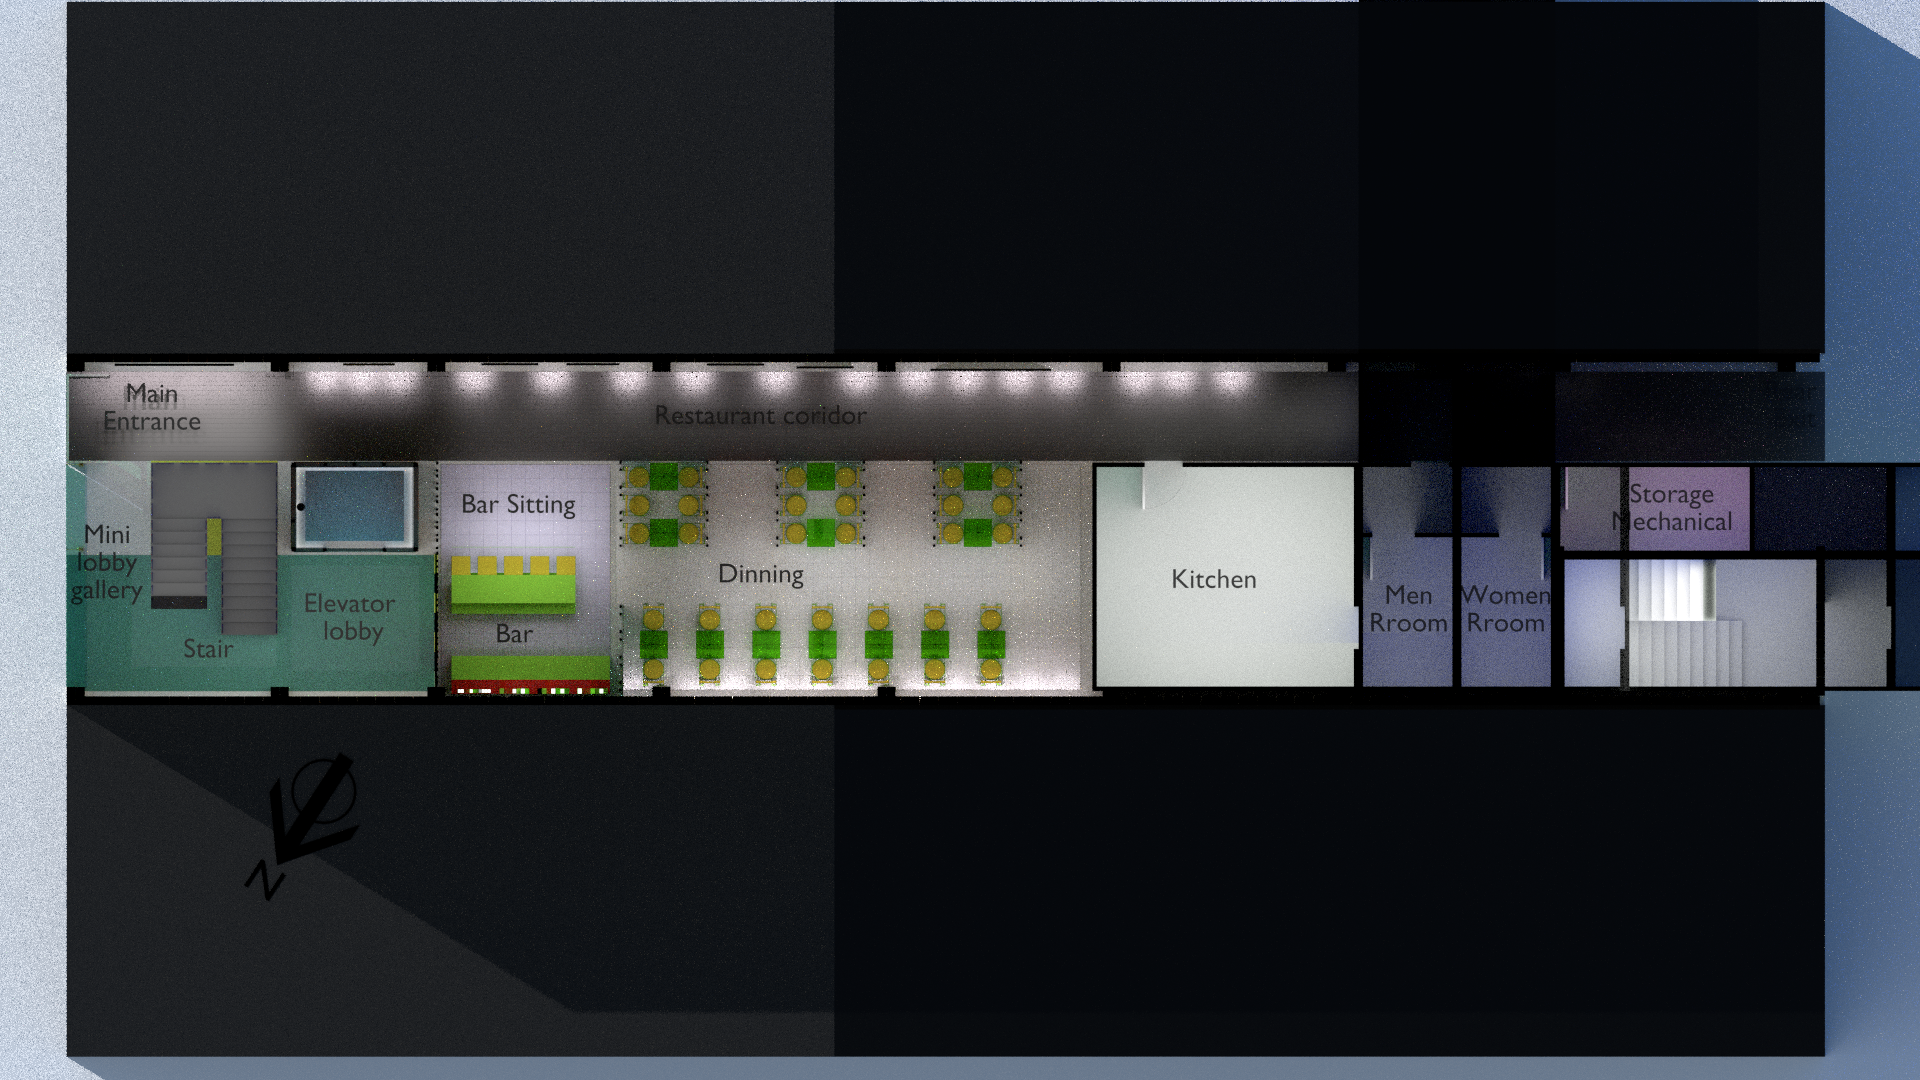 Main
Entrance
Restaurant coridor
Mini
lobby
gallery
Stair
Elevator
lobby
Bar Sitting
Bar
Dinning
Kitchen
Men
Rroom
Women
Rroom
Storage
Mechanical
N